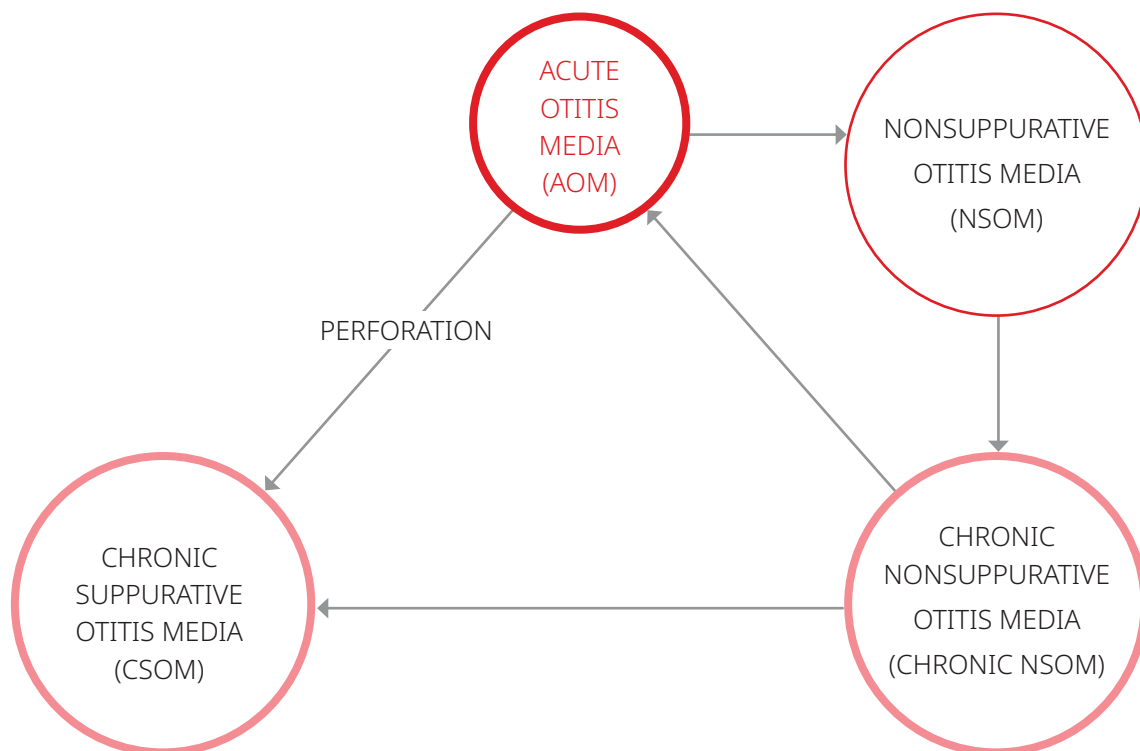 ACUTE
OTITIS
MEDIA
(AOM)
NONSUPPURATIVE
OTITIS MEDIA
(NSOM)
PERFORATION
CHRONIC
SUPPURATIVE
OTITIS MEDIA
(CSOM)
CHRONIC
NONSUPPURATIVE
OTITIS MEDIA
(CHRONIC NSOM)